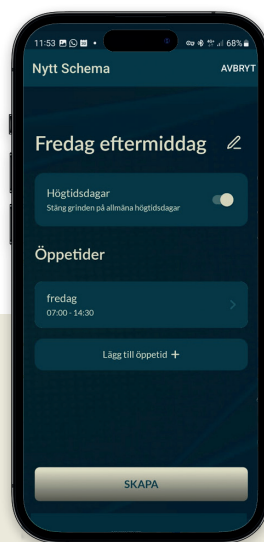 11:53 68%
Nytt Schema AVBRYT
Fredag eftermiddag
Högtidsdagar
Stäng grinden på allmäna högtidsdagar
Öppetider
fredag
07:00 - 14:30
Lägg till öppetid +
SKAPA